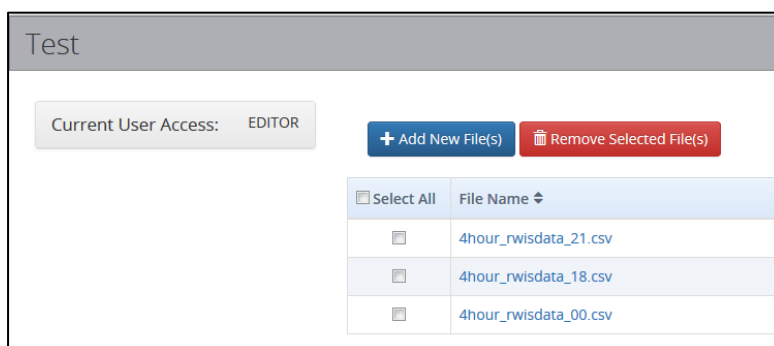 Test
Current User Access: EDITOR
Add New File(s) Remove Selected File(s)
Select All File Name
4hour_rwisdata_21.csv
4hour_rwisdata_18.csv
4hour_rwisdata_00.csv